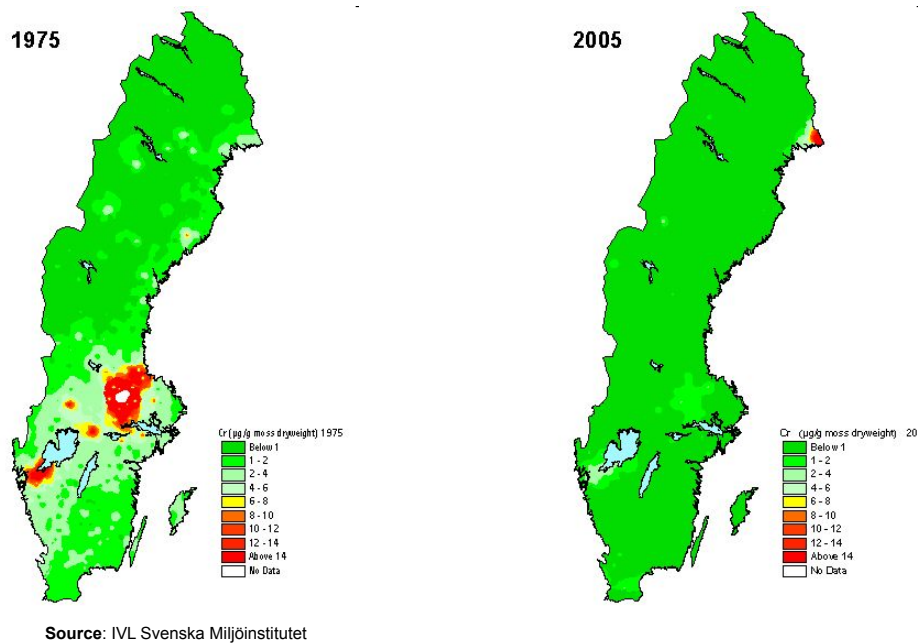 1975
2005
Cr (µg/g moss dryweight) 1975
Below 1
1 - 2
2 - 4
4 - 6
6 - 8
8 - 10
10 - 12
12 - 14
Above 14
No Data
Cr (µg/g moss dryweight) 20
Below 1
1 - 2
2 - 4
4 - 6
6 - 8
8 - 10
10 - 12
12 - 14
Above 14
No Data
Source: IVL Svenska Miljöinstitutet